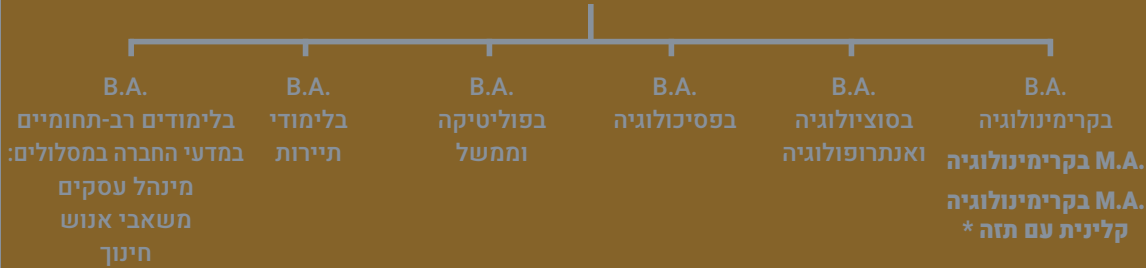 B.A.
בקרימינולוגיה
M.A. בקרימינולוגיה
M.A. בקרימינולוגיה
קלינית עם תזה *
B.A.
בסוציולוגיה
ואנתרופולוגיה
B.A.
בפסיכולוגיה
B.A.
בפוליטיקה
וממשל
B.A.
בלימודי
תיירות
B.A.
בלימודים רב-תחומיים
במדעי החברה במסלולים:
מינהל עסקים
משאבי אנוש
חינוך